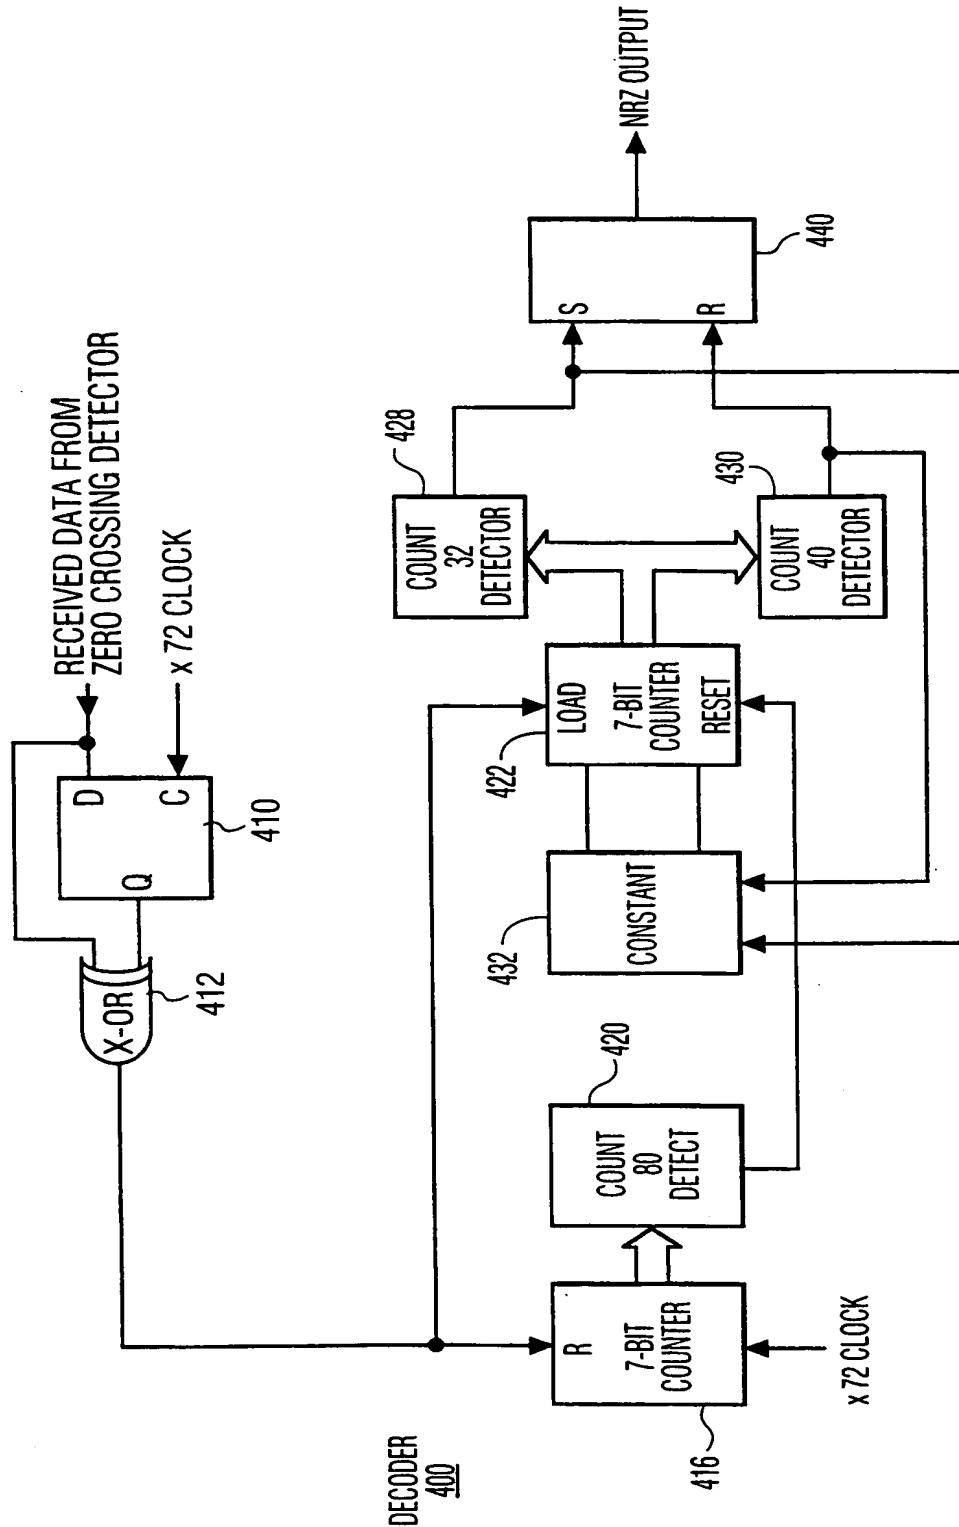 DECODER
400
RECEIVED DATA FROM
ZERO CROSSING DETECTOR
x 72 CLOCK
D
C
Q
410
X-OR
412
R
7-BIT
COUNTER
416
x 72 CLOCK
COUNT
80
DETECT
420
CONSTANT
432
LOAD
7-BIT
COUNTER
RESET
422
COUNT
32
DETECTOR
428
COUNT
40
DETECTOR
430
S
R
440
NRZ OUTPUT